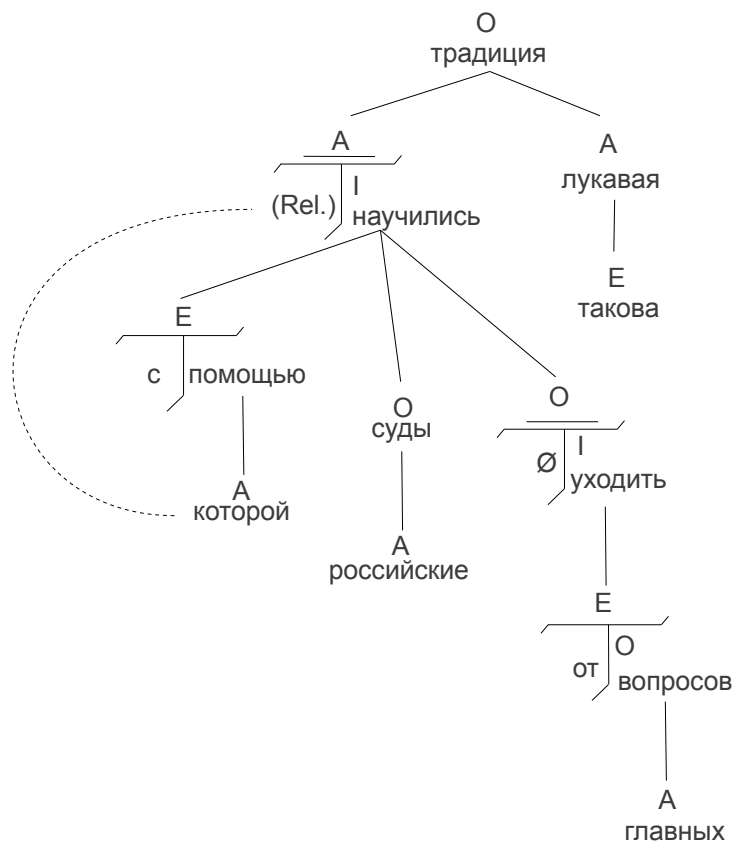 О
традиция
А
А
I
лукавая
(Rel.)
научились
Е
такова
Е
с
помощью
О
суды
О
I
Ø
уходить
А
которой
А
российские
Е
О
от
вопросов
А
главных